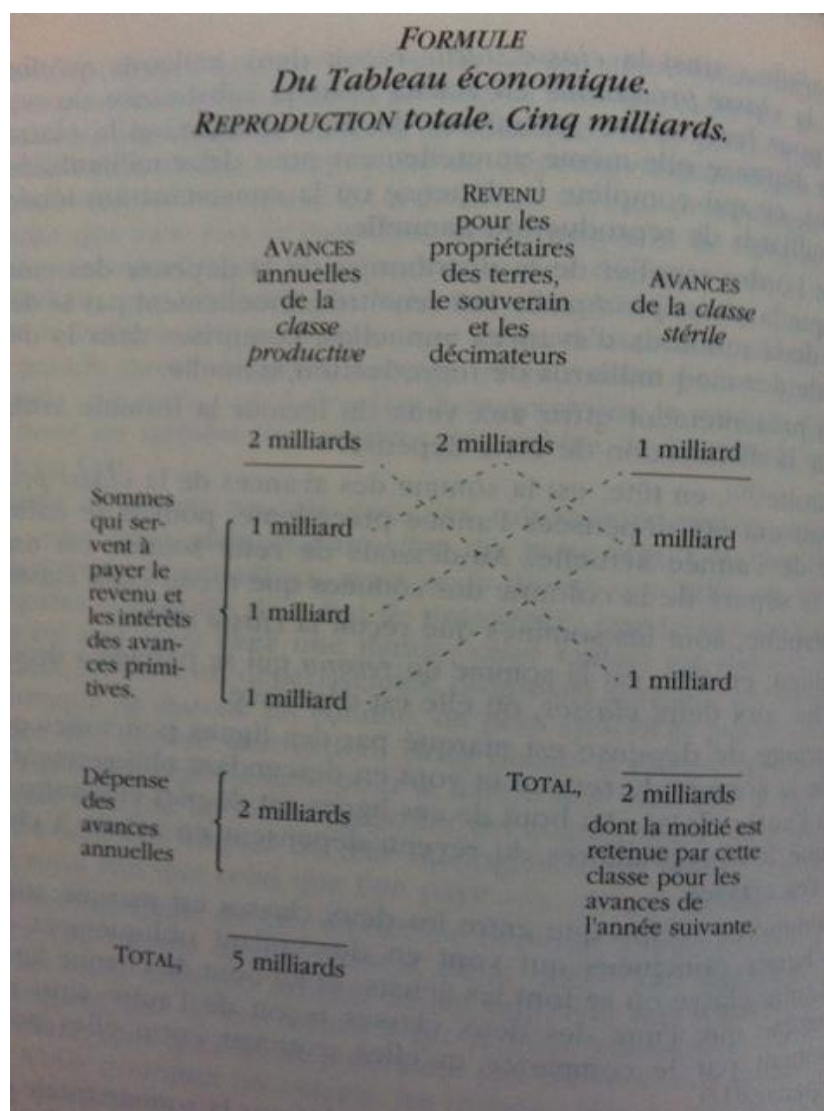 FORMULE
Du Tableau économique.
REPRODUCTION totale. Cinq milliards.
AVANCES
annuelles
de la
classe
productive
REVENU
pour les
propriétaires
des terres,
le souverain
et les
décimateurs
AVANCES
de la classe
stérile
2 milliards 2 milliards 1 milliard
Sommes
qui ser-
vent à
payer le
revenu et
les intérêts
des avan-
ces primi-
tives.
1 milliard
1 milliard
1 milliard
1 milliard
1 milliard
Dépense
des
avances
annuelles
2 milliards
TOTAL, 5 milliards
TOTAL, 2 milliards
dont la moitié est
retenue par cette
classe pour les
avances de
l'année suivante.